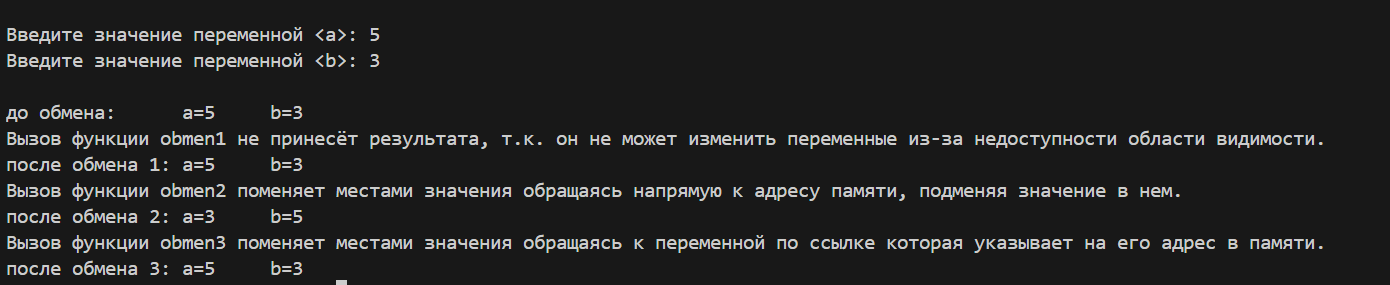 Введите значение переменной <a>: 5
Введите значение переменной <b>: 3
до обмена:      a=5     b=3
Вызов функции obmen1 не принесёт результата, т.к. он не может изменить переменные из-за недоступности области видимости.
после обмена 1: a=5     b=3
Вызов функции obmen2 поменяет местами значения обращаясь напрямую к адресу памяти, подменяя значение в нем.
после обмена 2: a=3     b=5
Вызов функции obmen3 поменяет местами значения обращаясь к переменной по ссылке которая указывает на его адрес в памяти.
после обмена 3: a=5     b=3